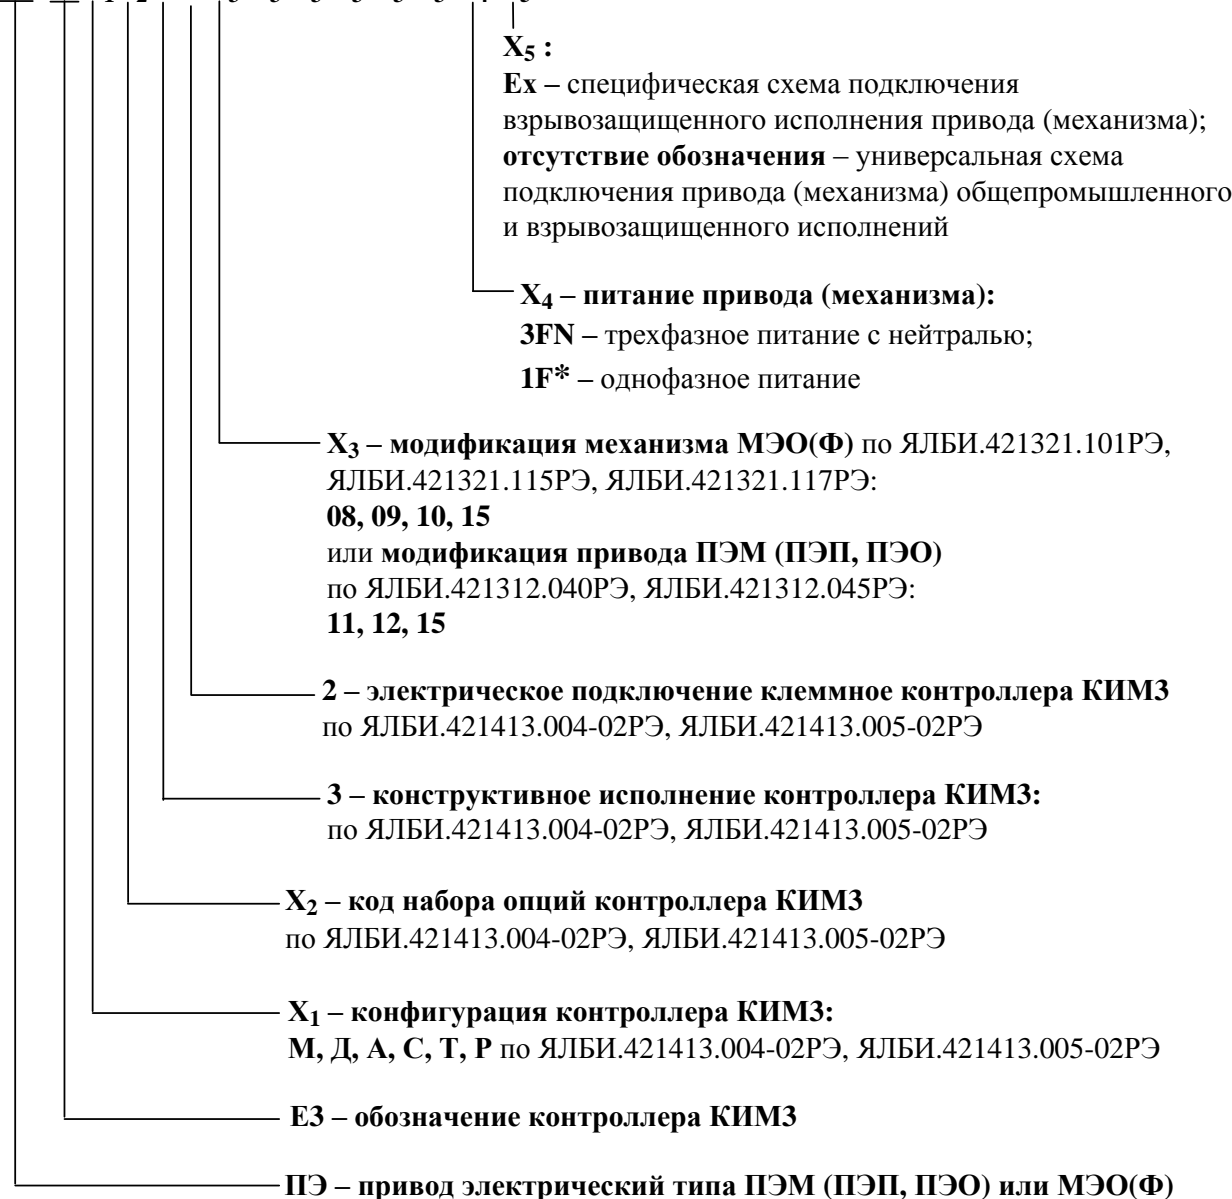 X5 :
Ex – специфическая схема подключения
взрывозащищенного исполнения привода (механизма);
отсутствие обозначения – универсальная схема
подключения привода (механизма) общепромышленного
и взрывозащищенного исполнений
X4 – питание привода (механизма):
3FN – трехфазное питание с нейтралью;
1F* – однофазное питание
X3 – модификация механизма МЭО(Ф) по ЯЛБИ.421321.101РЭ,
ЯЛБИ.421321.115РЭ, ЯЛБИ.421321.117РЭ:
08, 09, 10, 15
или модификация привода ПЭМ (ПЭП, ПЭО)
по ЯЛБИ.421312.040РЭ, ЯЛБИ.421312.045РЭ:
11, 12, 15
2 – электрическое подключение клеммное контроллера КИМ3
по ЯЛБИ.421413.004-02РЭ, ЯЛБИ.421413.005-02РЭ
3 – конструктивное исполнение контроллера КИМ3:
по ЯЛБИ.421413.004-02РЭ, ЯЛБИ.421413.005-02РЭ
X2 – код набора опций контроллера КИМ3
по ЯЛБИ.421413.004-02РЭ, ЯЛБИ.421413.005-02РЭ
X1 – конфигурация контроллера КИМ3:
М, Д, А, С, Т, Р по ЯЛБИ.421413.004-02РЭ, ЯЛБИ.421413.005-02РЭ
Е3 – обозначение контроллера КИМ3
ПЭ – привод электрический типа ПЭМ (ПЭП, ПЭО) или МЭО(Ф)